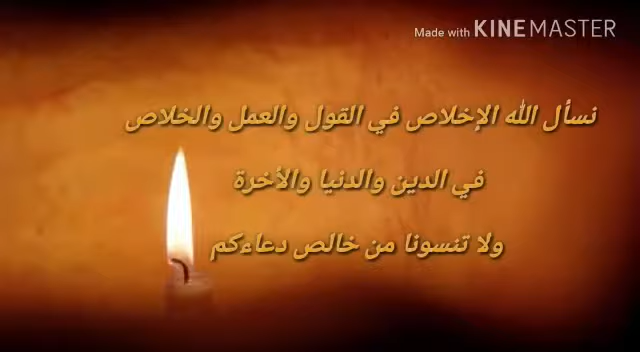 Made with KINEMASTER
نسأل الله الإخلاص في القول والعمل والخلاص
في الدين والدنيا والأخرة
ولا تنسونا من خالص دعاءكم